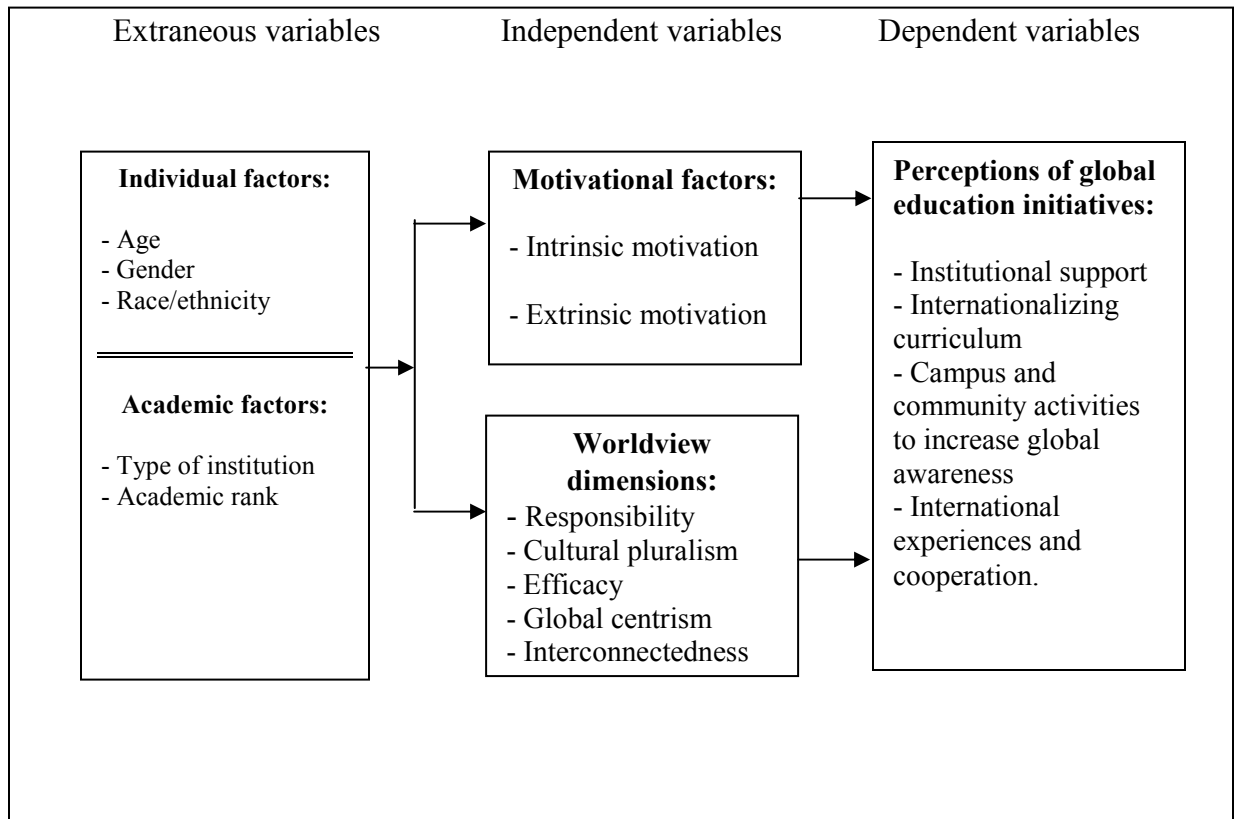 Extraneous variables
Independent variables
Dependent variables
Individual factors:
- Age
- Gender
- Race/ethnicity
Academic factors:
- Type of institution
- Academic rank
Motivational factors:
- Intrinsic motivation
- Extrinsic motivation
Worldview
dimensions:
- Responsibility
- Cultural pluralism
- Efficacy
- Global centrism
- Interconnectedness
Perceptions of global
education initiatives:
- Institutional support
- Internationalizing
curriculum
- Campus and
community activities
to increase global
awareness
- International
experiences and
cooperation.